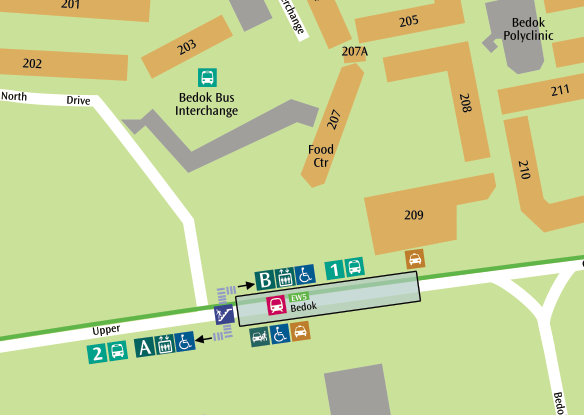 201
203
202
Interchange
207A
205
Bedok
Polyclinic
North Drive
Bedok Bus
Interchange
207
Food
Ctr
208
211
210
209
B
1
EW5
Bedok
Upper
2
A